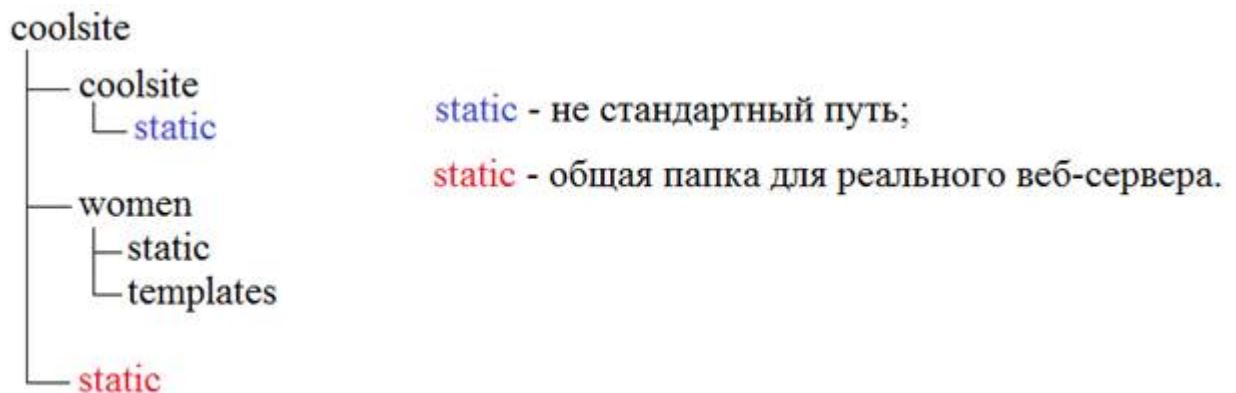 coolsite
coolsite
static
static - не стандартный путь;
static - общая папка для реального веб-сервера.
women
static
templates
static